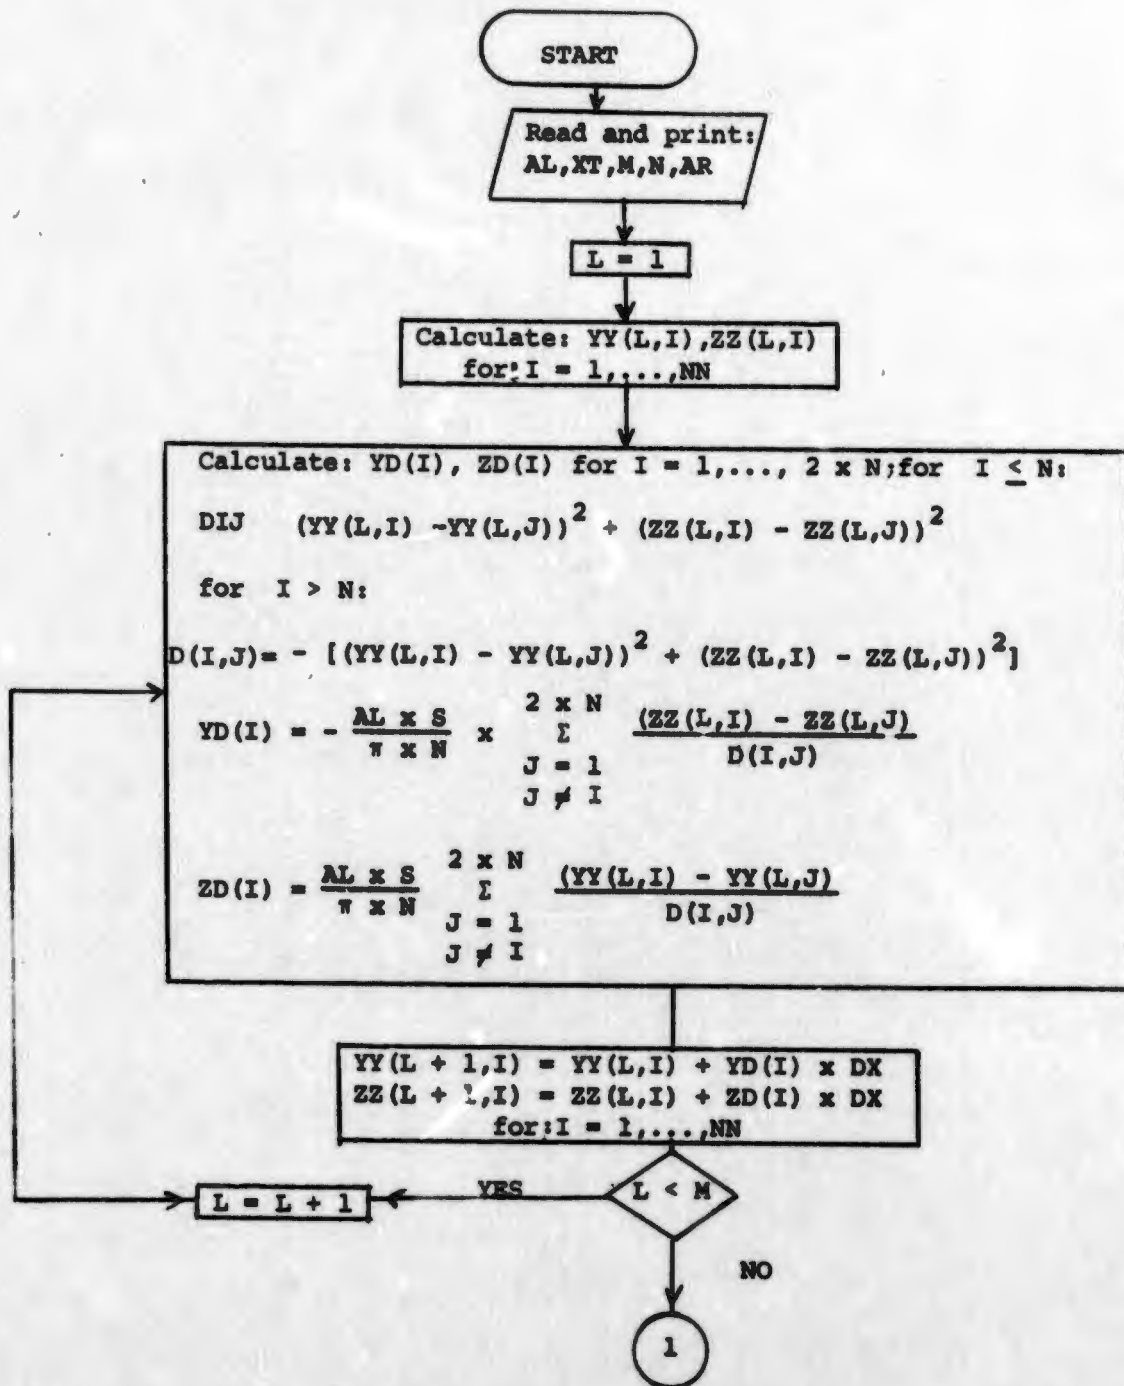 START
Read and print:
AL,XT,M,N,AR
L = 1
Calculate: YY(L,I),ZZ(L,I)
for:I = 1,...,NN
Calculate: YD(I), ZD(I) for I = 1,..., 2 x N;for I ≤ N:
DIJ (YY(L,I) -YY(L,J))² + (ZZ(L,I) - ZZ(L,J))²
for I > N:
D(I,J)= - [(YY(L,I) - YY(L,J))² + (ZZ(L,I) - ZZ(L,J))²]
YD(I) = - AL x S / π x N x 2 x N Σ J = 1 J ≠ I (ZZ(L,I) - ZZ(L,J) / D(I,J)
ZD(I) = AL x S / π x N 2 x N Σ J = 1 J ≠ I (YY(L,I) - YY(L,J) / D(I,J)
YY(L + 1,I) = YY(L,I) + YD(I) x DX
ZZ(L + 1,I) = ZZ(L,I) + ZD(I) x DX
for:I = 1,...,NN
L = L + 1
YES
L < M
NO
1